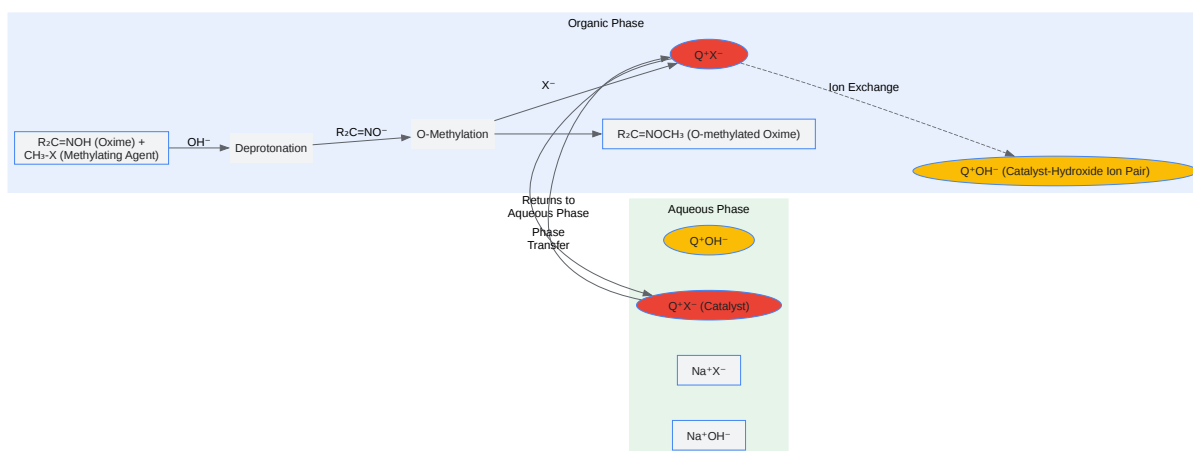 Organic Phase
Q⁺X⁻
X⁻
Ion Exchange
R₂C=NOH (Oxime) +
CH₃-X (Methylating Agent)
OH⁻
Deprotonation
R₂C=NO⁻
O-Methylation
R₂C=NOCH₃ (O-methylated Oxime)
Q⁺OH⁻ (Catalyst-Hydroxide Ion Pair)
Returns to
Aqueous Phase
Phase
Transfer
Aqueous Phase
Q⁺OH⁻
Q⁺X⁻ (Catalyst)
Na⁺X⁻
Na⁺OH⁻